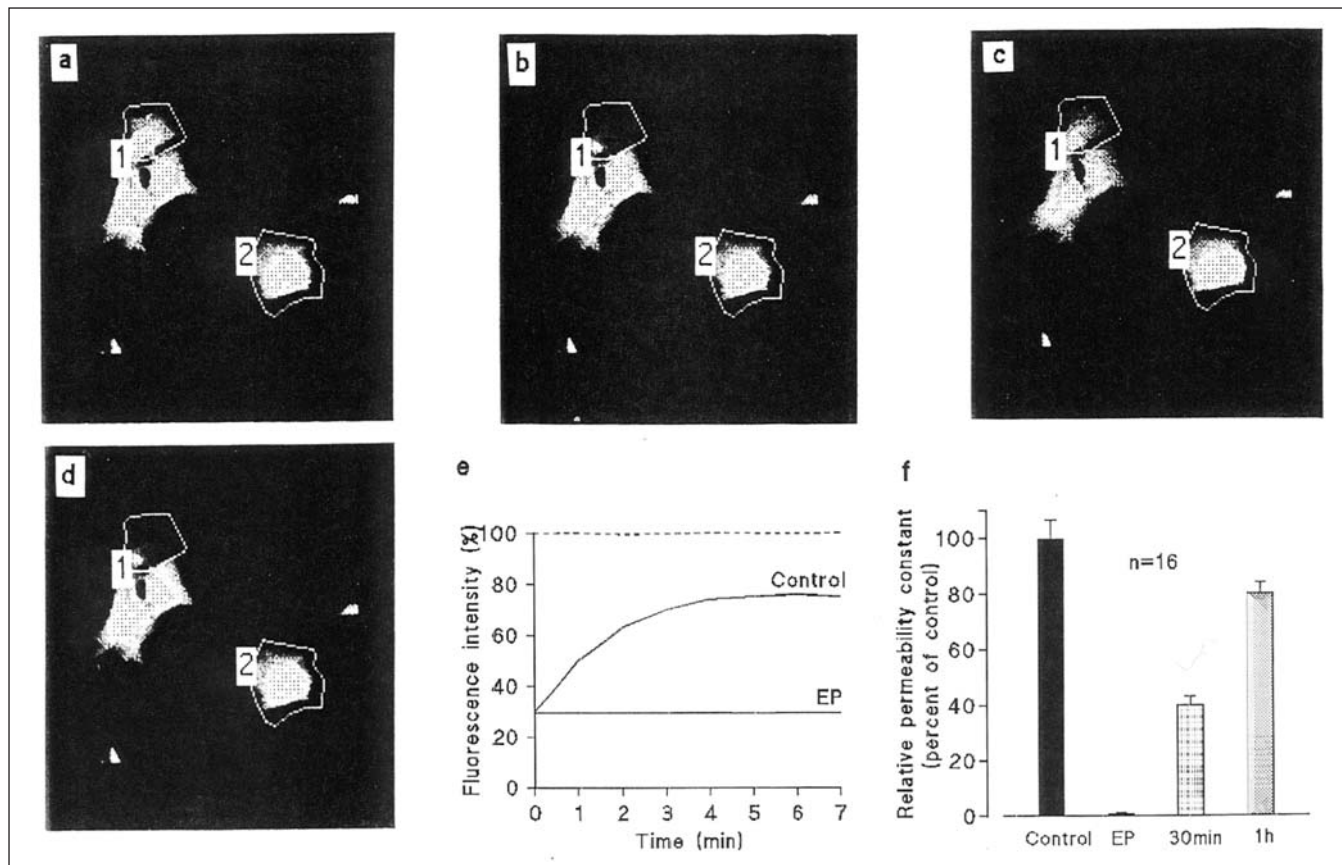 a
1
2
b
1
2
c
1
2
d
1
2
e
Fluorescence intensity (%)
100
80
60
40
20
0
Control
EP
0 1 2 3 4 5 6 7
Time (min)
f
Relative permeability constant
(percent of control)
100
80
60
40
20
0
n=16
Control EP 30min 1h